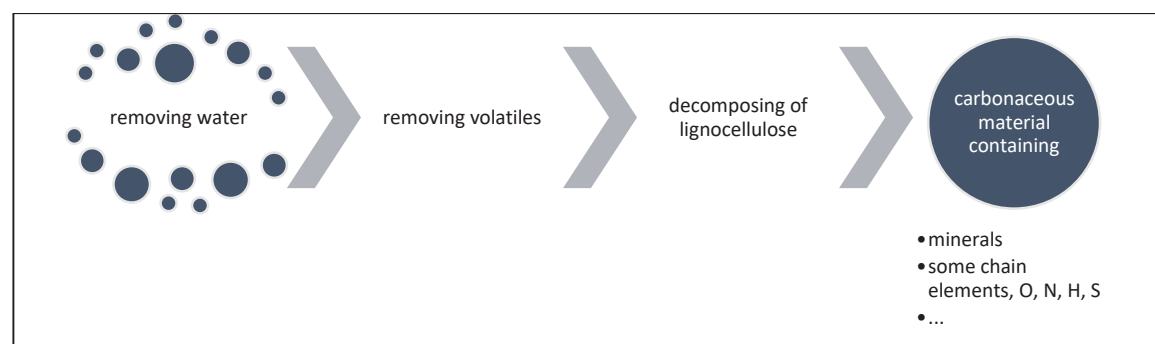 removing water
removing volatiles
decomposing of
lignocellulose
carbonaceous
material
containing
•minerals
•some chain
elements, O, N, H, S
•...